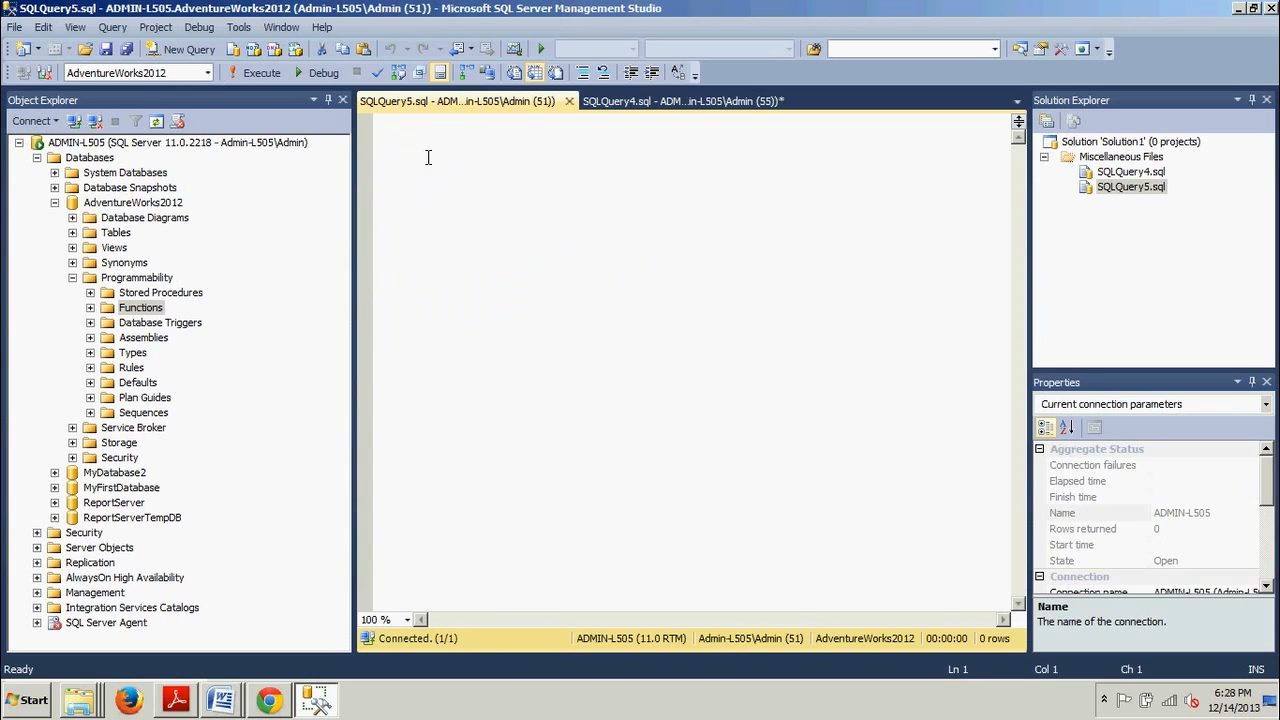 SQLQuery5.sql - ADMIN-L505.AdventureWorks2012 (Admin-L505\Admin (51)) - Microsoft SQL Server Management Studio
File Edit View Query Project Debug Tools Window Help
New Query
AdventureWorks2012 Execute Debug
Object Explorer
Connect
ADMIN-L505 (SQL Server 11.0.2218 - Admin-L505\Admin)
Databases
System Databases
Database Snapshots
AdventureWorks2012
Database Diagrams
Tables
Views
Synonyms
Programmability
Stored Procedures
Functions
Database Triggers
Assemblies
Types
Rules
Defaults
Plan Guides
Sequences
Service Broker
Storage
Security
MyDatabase2
MyFirstDatabase
ReportServer
ReportServerTempDB
Security
Server Objects
Replication
AlwaysOn High Availability
Management
Integration Services Catalogs
SQL Server Agent
SQLQuery5.sql - ADM...in-L505\Admin (51)) SQLQuery4.sql - ADM...in-L505\Admin (55))*
100 %
Connected. (1/1) ADMIN-L505 (11.0 RTM) Admin-L505\Admin (51) AdventureWorks2012 00:00:00 0 rows
Solution Explorer
Solution 'Solution1' (0 projects)
Miscellaneous Files
SQLQuery4.sql
SQLQuery5.sql
Properties
Current connection parameters
Aggregate Status
Connection failures
Elapsed time
Finish time
Name ADMIN-L505
Rows returned 0
Start time
State Open
Connection
Connection name ADMIN-L505 (Admin-L5
Name
The name of the connection.
Ready Ln 1 Col 1 Ch 1 INS
Start
6:28 PM
12/14/2013